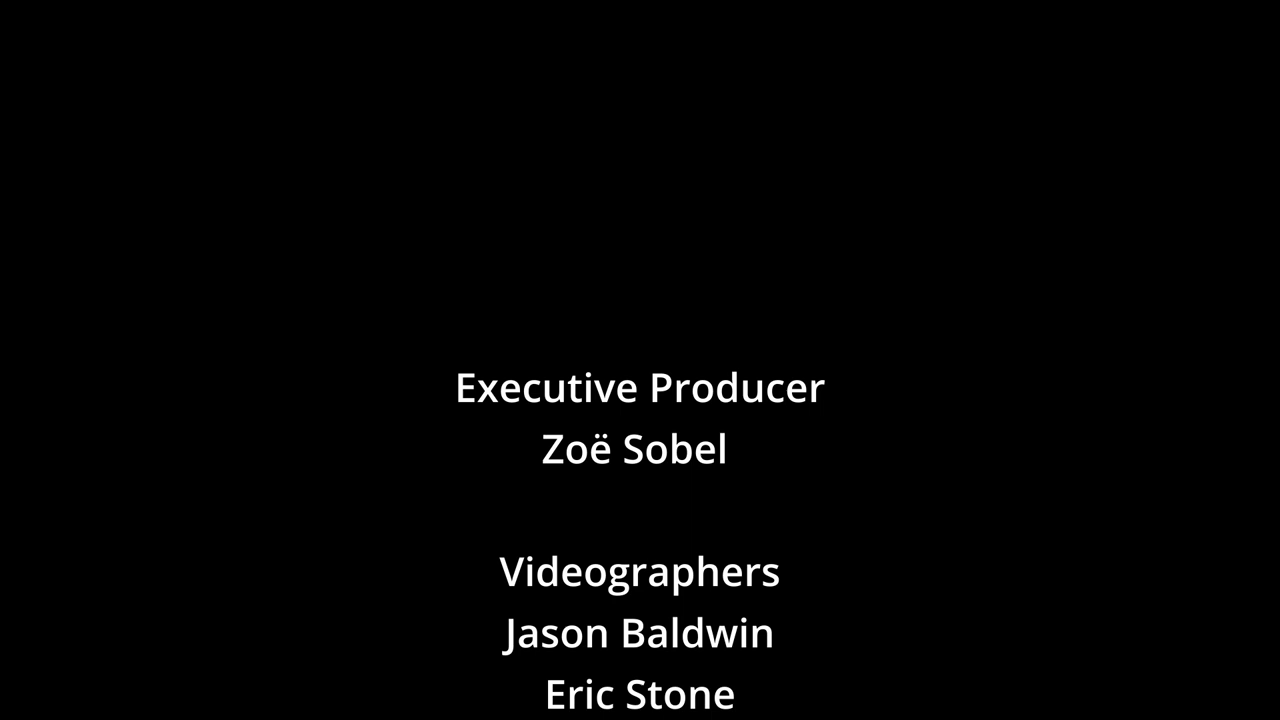 Executive Producer
Zoë Sobel
Videographers
Jason Baldwin
Eric Stone